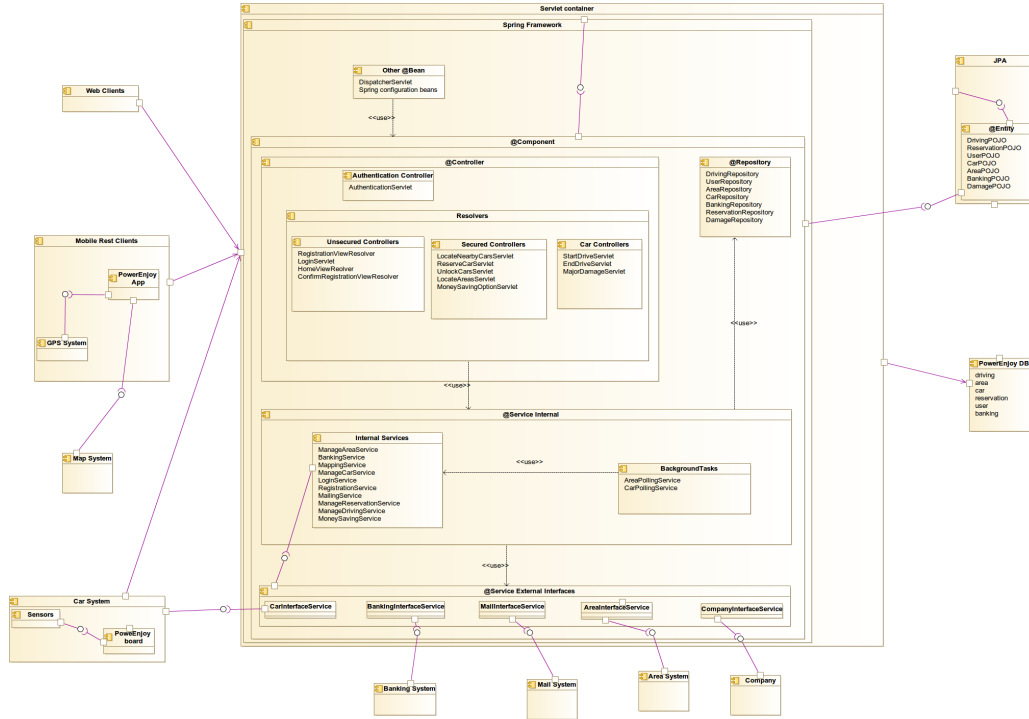 Servlet container
Spring Framework
Other @Bean
DispatcherServlet
Spring configuration beans
<<use>>
Web Clients
JPA
@Entity
DrivingPOJO
ReservationPOJO
UserPOJO
CarPOJO
AreaPOJO
BankingPOJO
DamagePOJO
@Component
@Controller
Authentication Controller
AuthenticationServlet
@Repository
DrivingRepository
UserRepository
AreaRepository
CarRepository
BankingRepository
ReservationRepository
DamageRepository
Resolvers
Unsecured Controllers
RegistrationViewResolver
LoginServlet
HomeViewReolver
ConfirmRegistrationViewResolver
Secured Controllers
LocateNearbyCarsServlet
ReserveCarServlet
UnlockCarsServlet
LocateAreasServlet
MoneySavingOptionServlet
Car Controllers
StartDriveServlet
EndDriveServlet
MajorDamageServlet
Mobile Rest Clients
PowerEnjoy
App
GPS System
Map System
<<use>>
<<use>>
PowerEnjoy DB
driving
area
car
reservation
user
banking
@Service Internal
Internal Services
ManageAreaService
BankingService
MappingService
ManageCarService
LoginService
RegistrationService
MailingService
ManageReservationService
ManageDrivingService
MoneySavingService
<<use>>
BackgroundTasks
AreaPollingService
CarPollingService
<<use>>
@Service External Interfaces
CarInterfaceService
BankingInterfaceService
MailInterfaceService
AreaInterfaceService
CompanyInterfaceService
Car System
Sensors
PoweEnjoy
board
Banking System
Mail System
Area System
Company